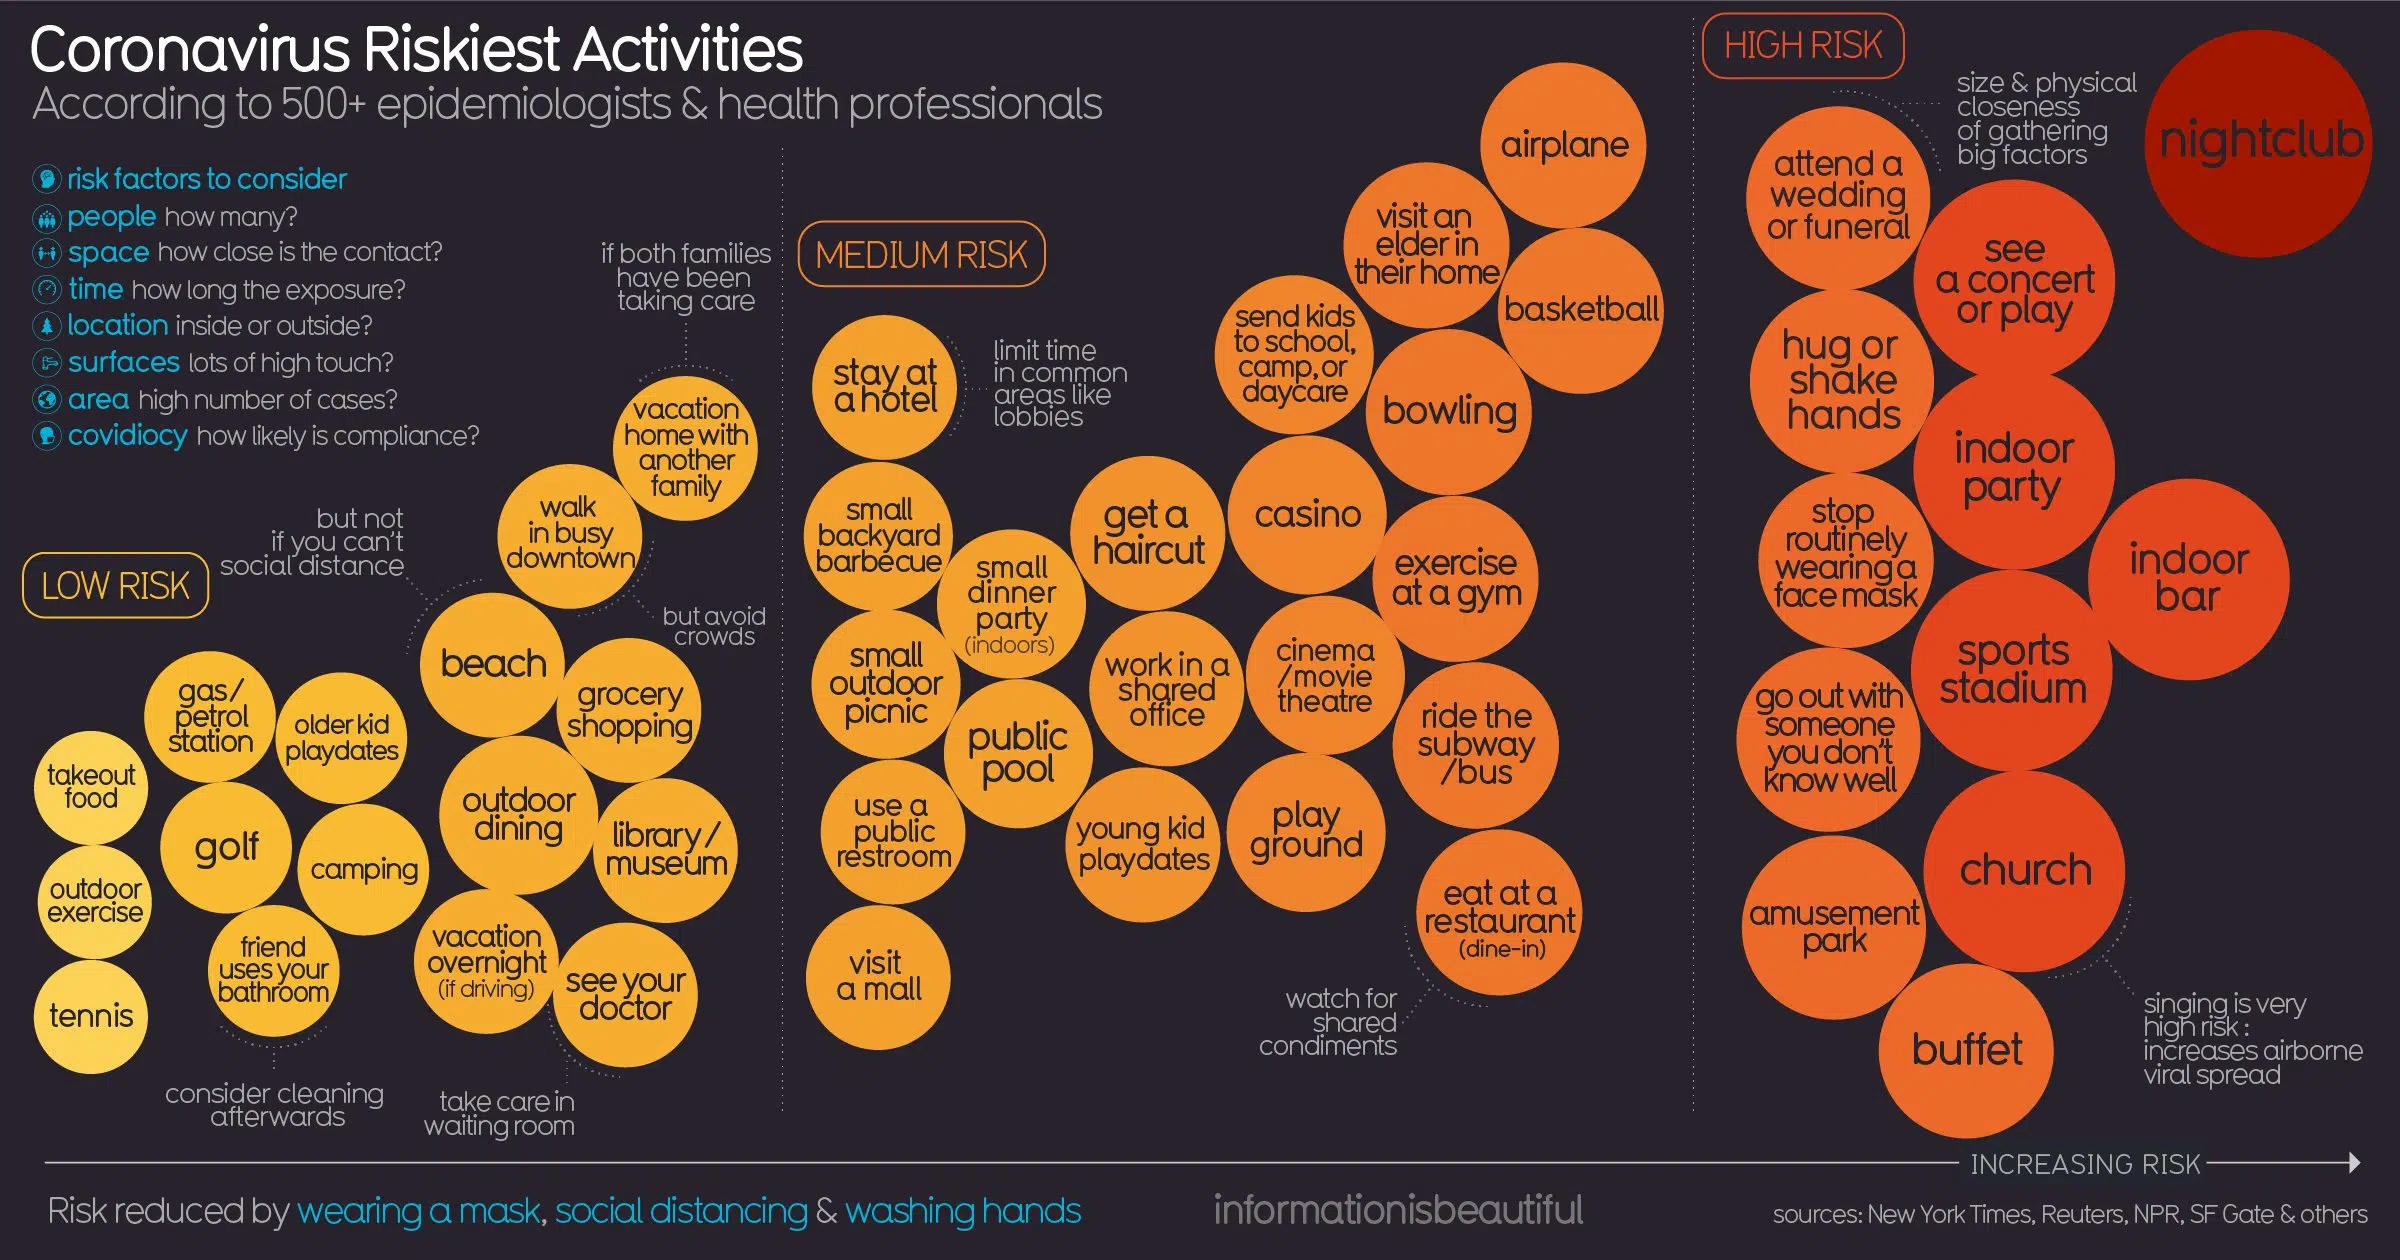 Coronavirus Riskiest Activities
According to 500+ epidemiologists & health professionals
risk factors to consider
people how many?
space how close is the contact?
time how long the exposure?
location inside or outside?
surfaces lots of high touch?
area high number of cases?
covidiocy how likely is compliance?
LOW RISK
takeout
food
outdoor
exercise
tennis
gas/
petrol
station
older kid
playdates
golf
camping
friend
uses your
bathroom
consider cleaning
afterwards
but not
if you can't
social distance
beach
walk
in busy
downtown
but avoid
crowds
if both families
have been
taking care
vacation
home with
another
family
grocery
shopping
outdoor
dining
library/
museum
vacation
overnight
(if driving)
see your
doctor
take care in
waiting room
MEDIUM RISK
stay at
a hotel
limit time
in common
areas like
lobbies
small
backyard
barbecue
small
dinner
party
(indoors)
small
outdoor
picnic
public
pool
use a
public
restroom
visit
a mall
get a
haircut
work in a
shared
office
young kid
playdates
send kids
to school,
camp, or
daycare
casino
cinema
/movie
theatre
play
ground
airplane
visit an
elder in
their home
basketball
bowling
exercise
at a gym
ride the
subway
/bus
eat at a
restaurant
(dine-in)
watch for
shared
condiments
HIGH RISK
size & physical
closeness
of gathering
big factors
attend a
wedding
or funeral
hug or
shake
hands
stop
routinely
wearing a
face mask
go out with
someone
you don't
know well
amusement
park
buffet
see
a concert
or play
indoor
party
sports
stadium
church
singing is very
high risk :
increases airborne
viral spread
indoor
bar
nightclub
INCREASING RISK
Risk reduced by wearing a mask, social distancing & washing hands
informationisbeautiful
sources: New York Times, Reuters, NPR, SF Gate & others